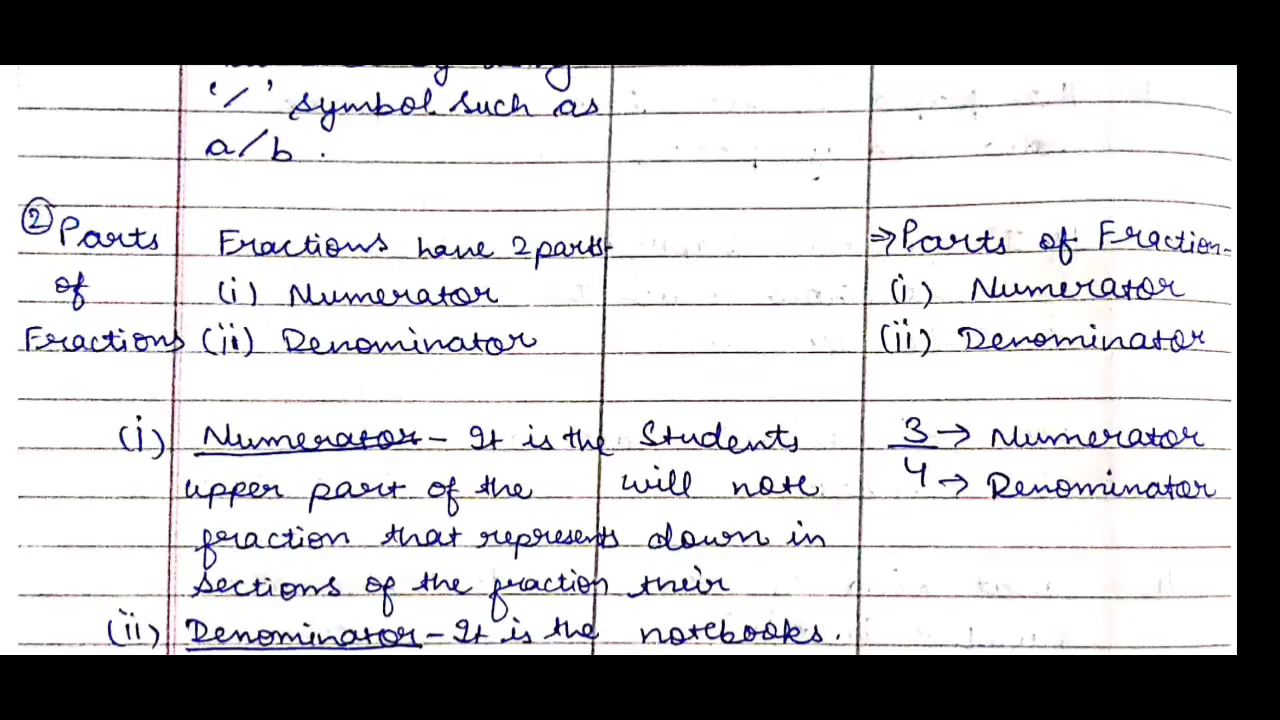 '/' symbol such as
a/b.
② Parts of Fractions
Fractions have 2 parts-
(i) Numerator
(ii) Denominator
⇒ Parts of Fraction-
(i) Numerator
(ii) Denominator
(i) Numerator - It is the
upper part of the
fraction that represents
sections of the fraction
(ii) Denominator - It is the
Students
will note
down in
their
notebooks.
3 → Numerator
4 → Denominator